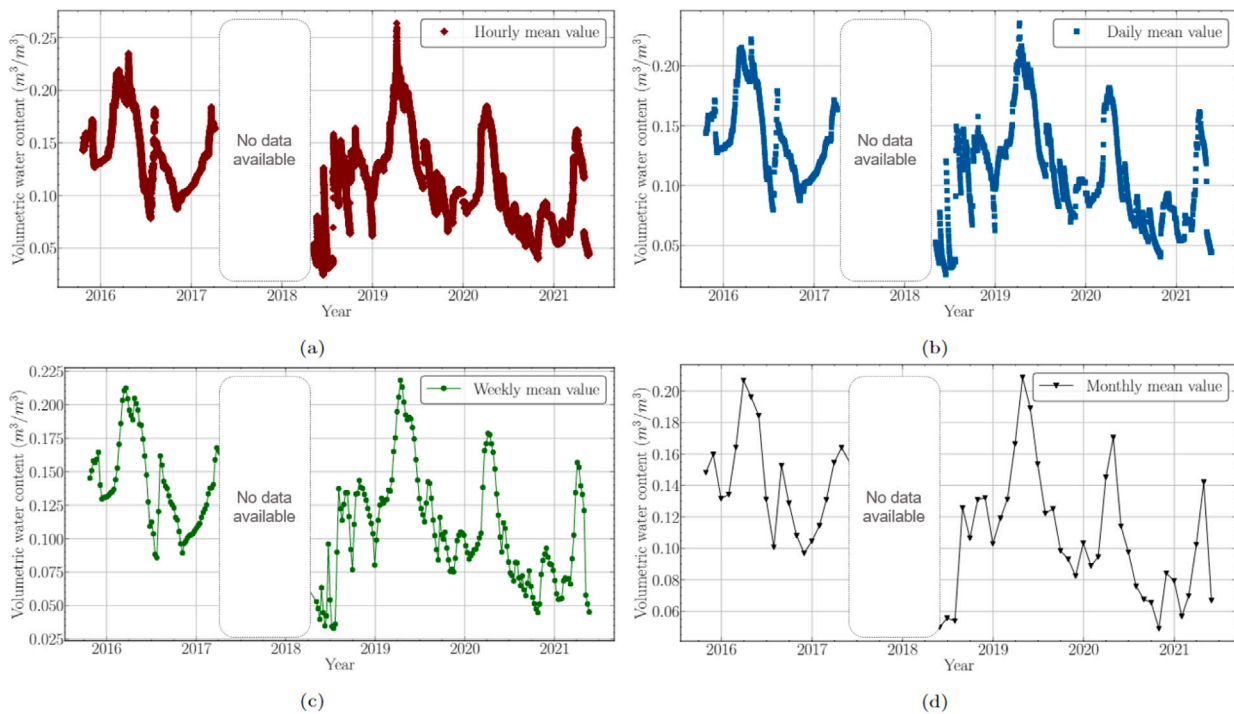 Hourly mean value
Volumetric water content (m³/m³)
0.25
0.20
0.15
0.10
0.05
No data
available
2016 2017 2018 2019 2020 2021
Year
(a)
Daily mean value
Volumetric water content (m³/m³)
0.20
0.15
0.10
0.05
No data
available
2016 2017 2018 2019 2020 2021
Year
(b)
Weekly mean value
Volumetric water content (m³/m³)
0.225
0.200
0.175
0.150
0.125
0.100
0.075
0.050
0.025
No data
available
2016 2017 2018 2019 2020 2021
Year
(c)
Monthly mean value
Volumetric water content (m³/m³)
0.20
0.18
0.16
0.14
0.12
0.10
0.08
0.06
No data
available
2016 2017 2018 2019 2020 2021
Year
(d)